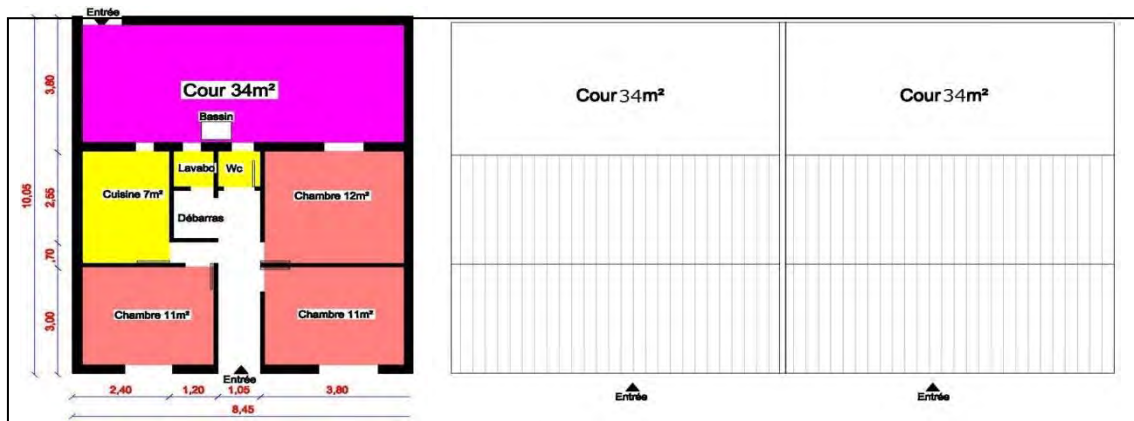 Entrée
Cour 34m²
Bassin
Lavabo
Wc
Cuisine 7m²
Chambre 12m²
Débarras
Chambre 11m²
Chambre 11m²
Entrée
3,80
2,55
,70
3,00
10,05
2,40
1,20
1,05
3,80
8,45
Cour 34m²
Cour 34m²
Entrée
Entrée